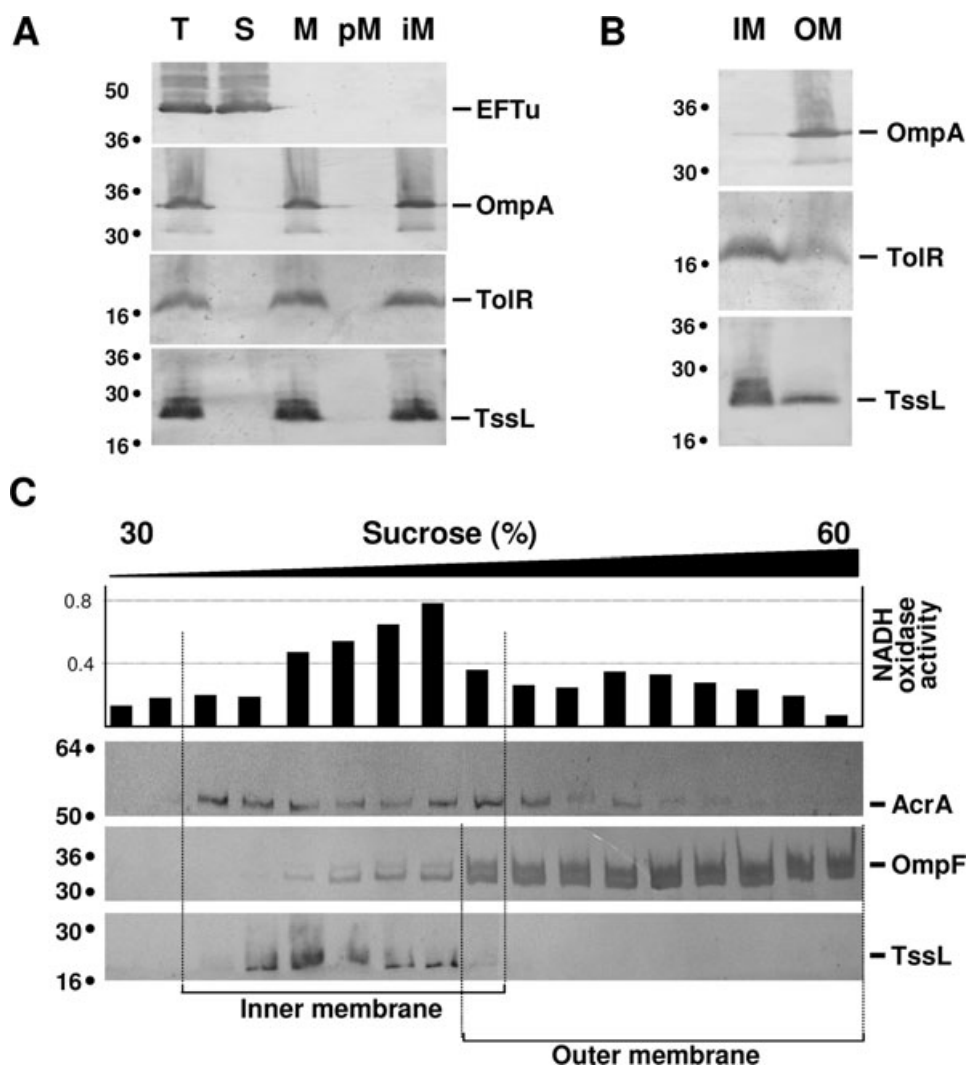 A
T S M pM iM
50
36
EFTu
36
30
OmpA
16
TolR
36
30
16
TssL
B
IM OM
36
30
OmpA
16
TolR
36
30
16
TssL
C
30 Sucrose (%) 60
0.8
0.4
NADH
oxidase
activity
64
50
AcrA
36
30
OmpF
30
16
TssL
Inner membrane
Outer membrane